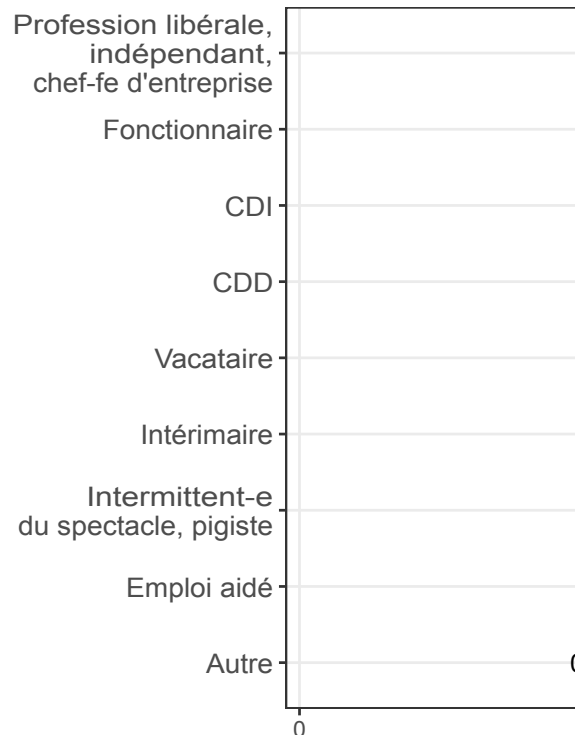 Profession libérale,
indépendant,
chef-fe d'entreprise
Fonctionnaire
CDI
CDD
Vacataire
Intérimaire
Intermittent-e
du spectacle, pigiste
Emploi aidé
Autre
0